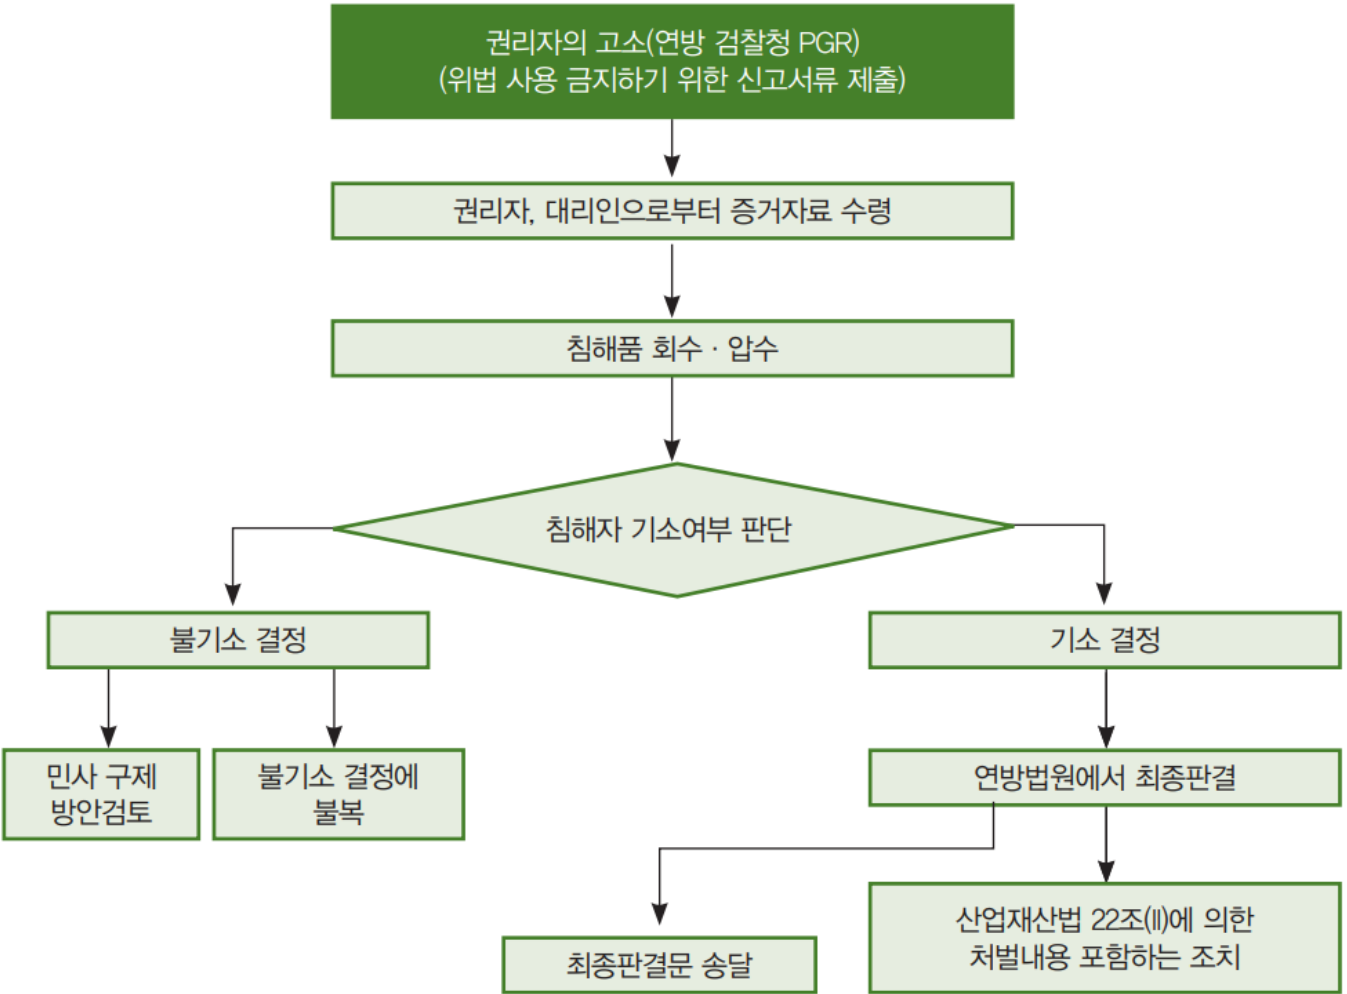 권리자의 고소(연방 검찰청 PGR)
(위법 사용 금지하기 위한 신고서류 제출)
권리자, 대리인으로부터 증거자료 수령
침해품 회수 · 압수
침해자 기소여부 판단
불기소 결정
기소 결정
민사 구제
방안검토
불기소 결정에
불복
연방법원에서 최종판결
최종판결문 송달
산업재산법 22조(II)에 의한
처벌내용 포함하는 조치